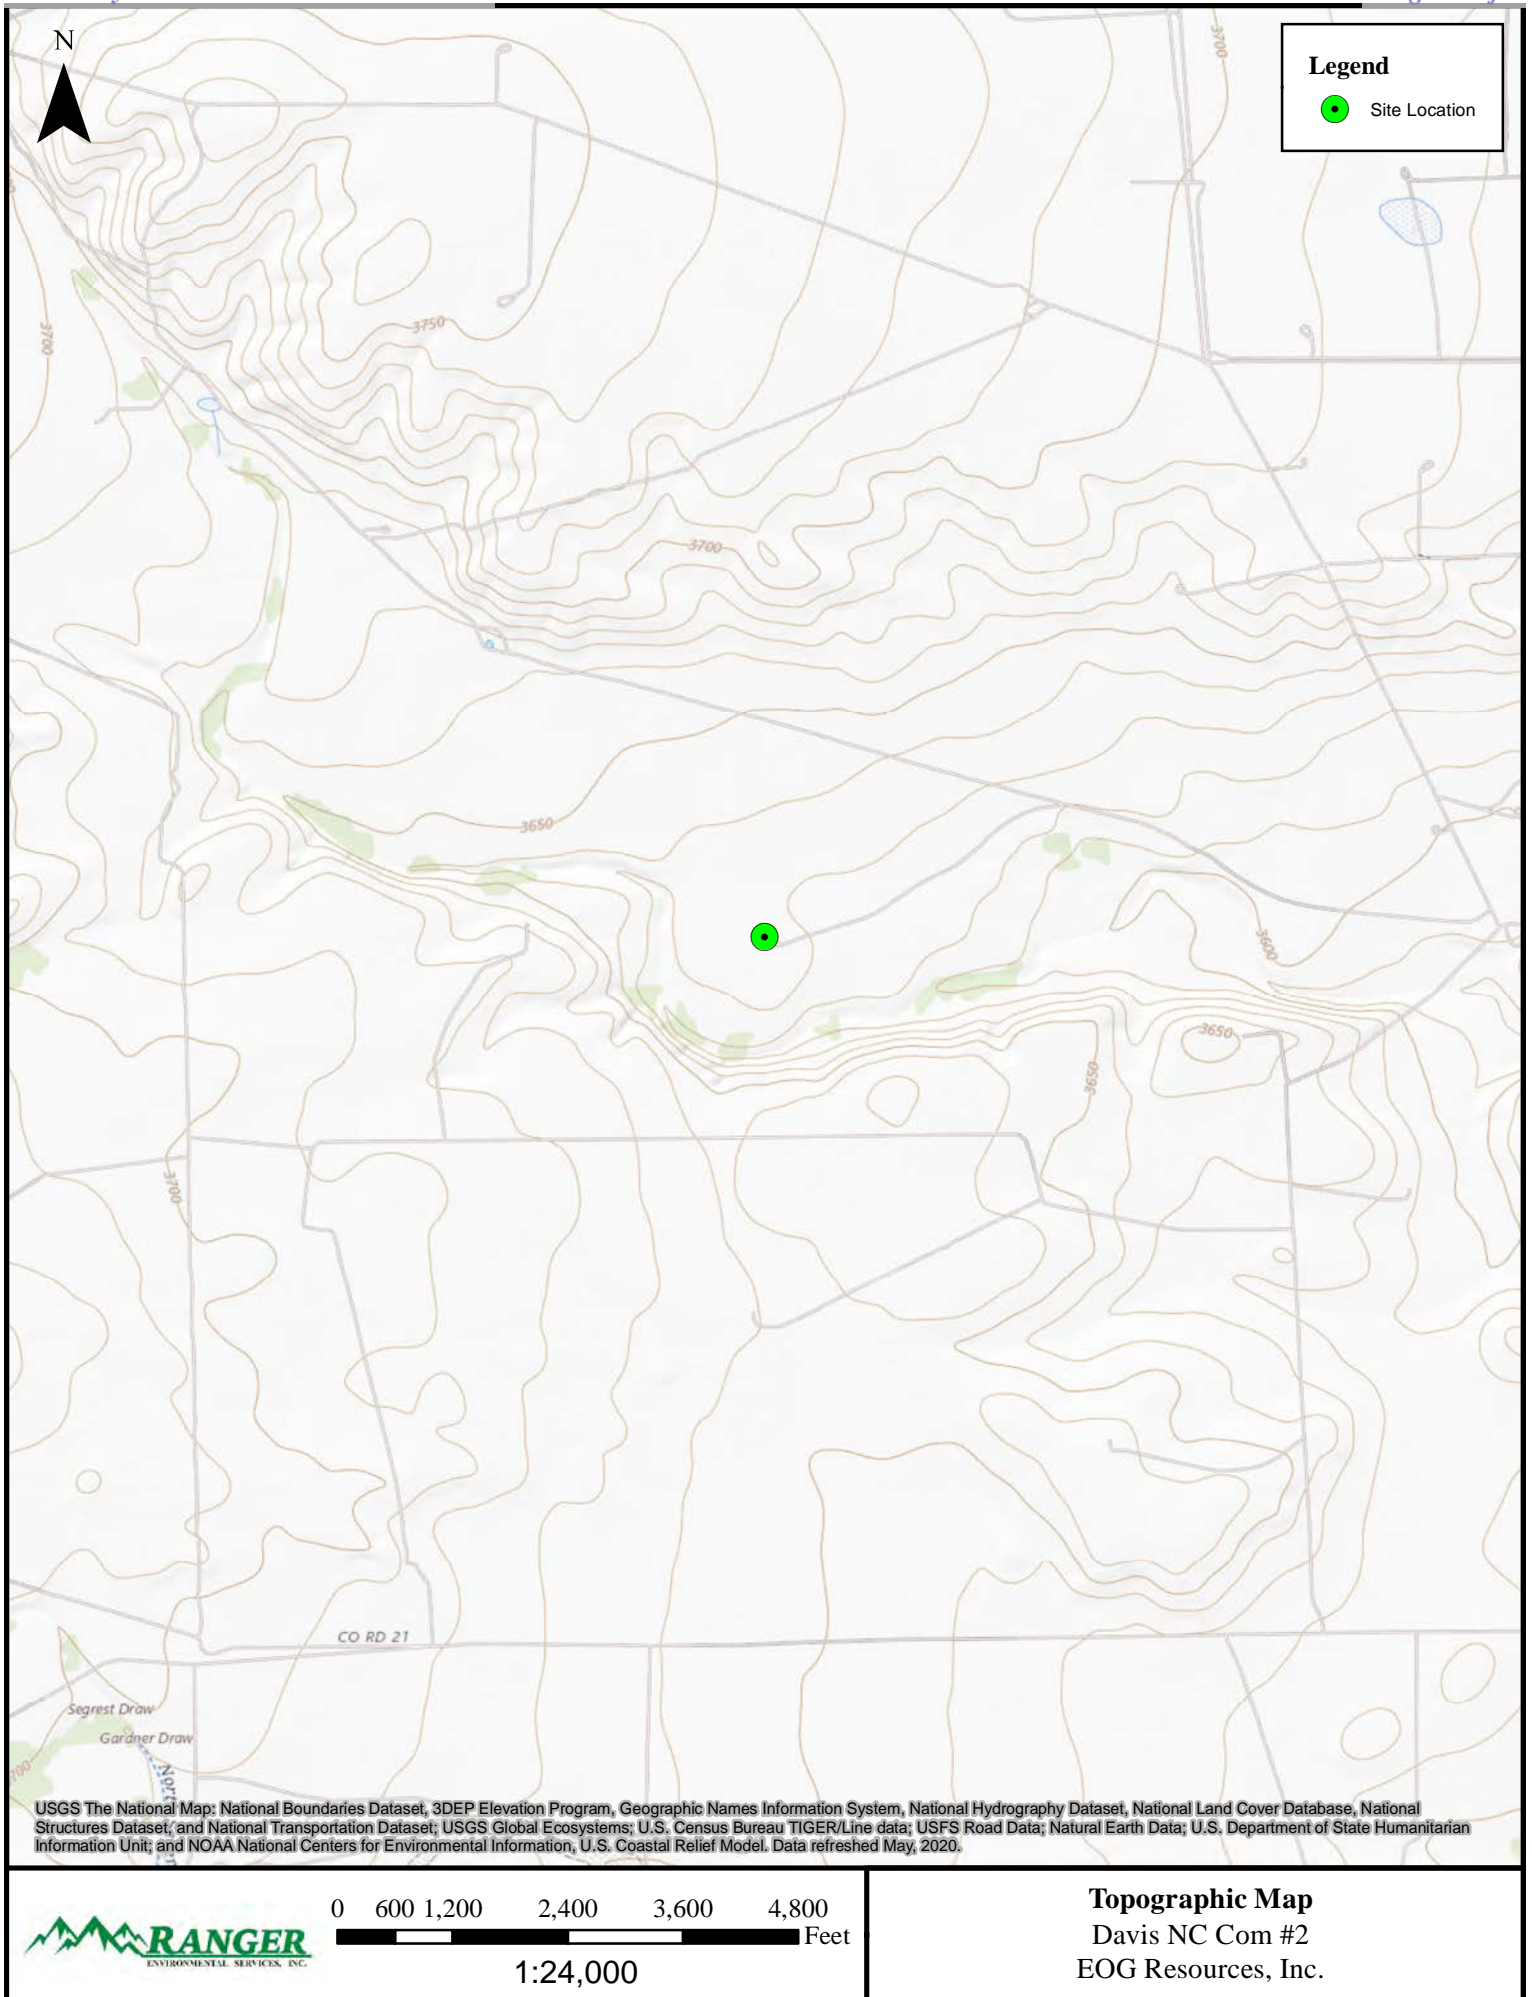 N
Legend
Site Location
3700
3700
3750
3700
3650
3600
3650
3650
3700
CO RD 21
Segrest Draw
Gardner Draw
USGS The National Map: National Boundaries Dataset, 3DEP Elevation Program, Geographic Names Information System, National Hydrography Dataset, National Land Cover Database, National
Structures Dataset, and National Transportation Dataset; USGS Global Ecosystems; U.S. Census Bureau TIGER/Line data; USFS Road Data; Natural Earth Data; U.S. Department of State Humanitarian
Information Unit; and NOAA National Centers for Environmental Information, U.S. Coastal Relief Model. Data refreshed May, 2020.
RANGER
ENVIRONMENTAL SERVICES, INC.
0 600 1,200 2,400 3,600 4,800
Feet
1:24,000
Topographic Map
Davis NC Com #2
EOG Resources, Inc.